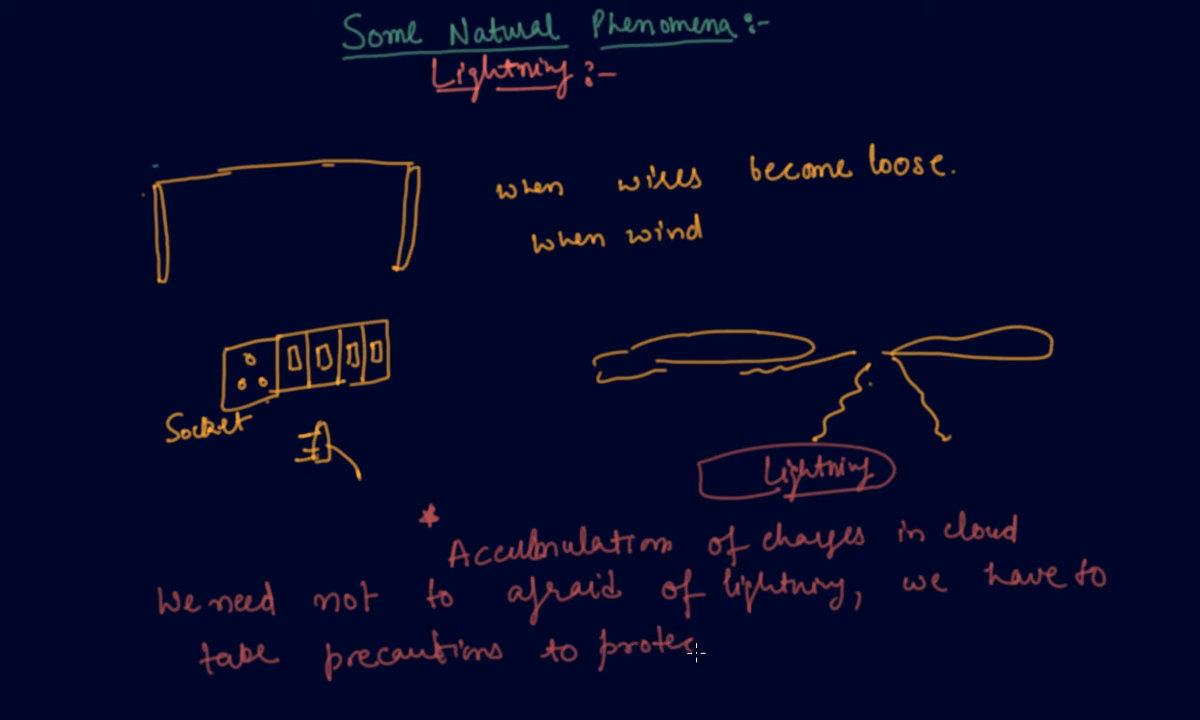 Some Natural Phenomena:-
Lightning:-
when wires become loose.
when wind
Socket
Lightning
* Accumulation of charges in cloud
We need not to afraid of lightning, we have to
take precautions to protec